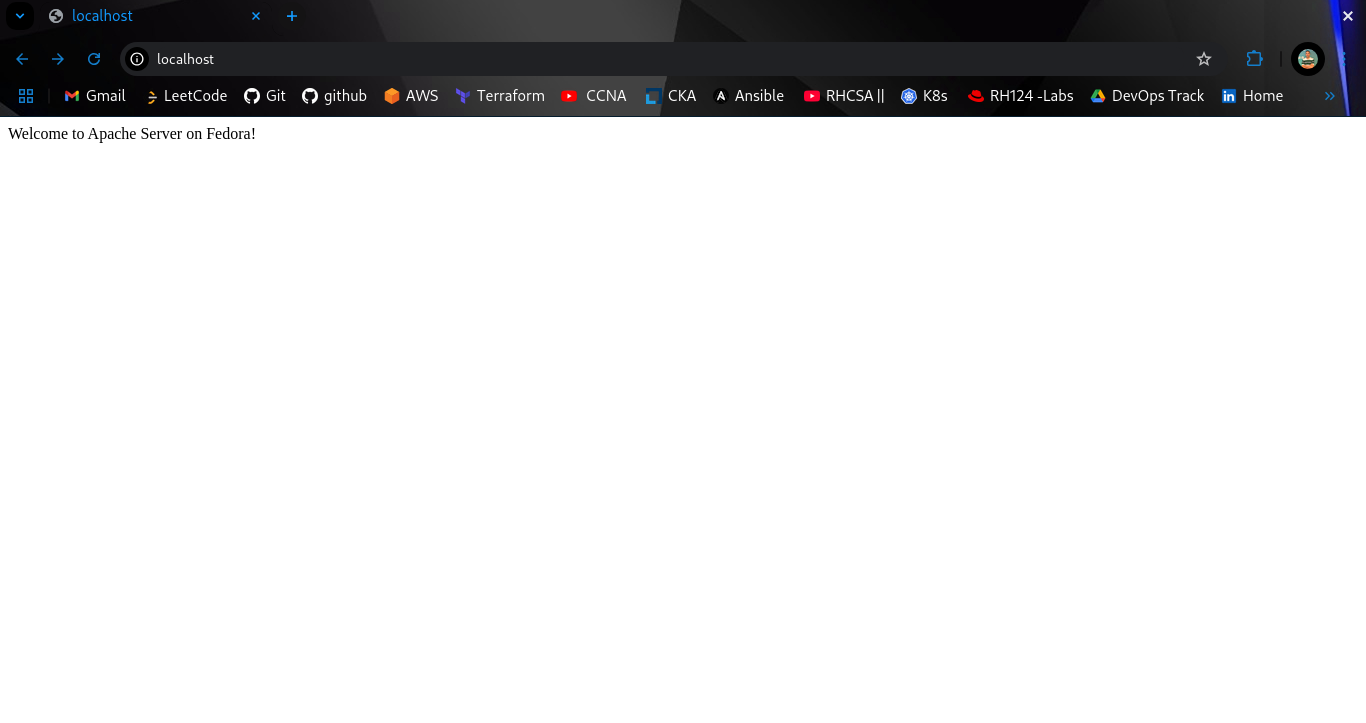 localhost
localhost
Gmail LeetCode Git github AWS Terraform CCNA CKA Ansible RHCSA || K8s RH124 -Labs DevOps Track Home
Welcome to Apache Server on Fedora!